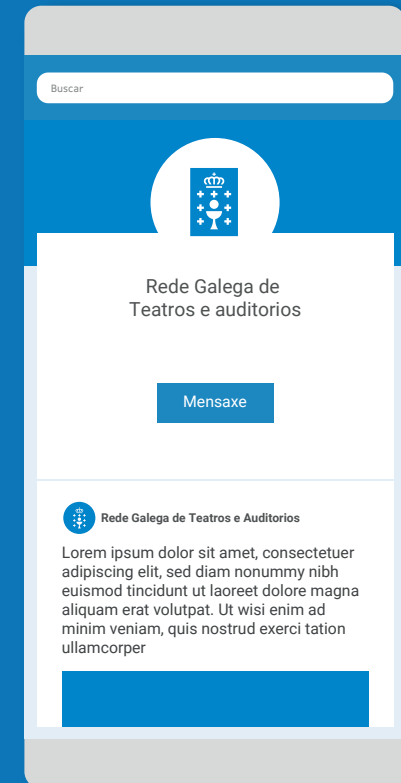 Buscar
Rede Galega de
Teatros e auditorios
Mensaxe
Rede Galega de Teatros e Auditorios
Lorem ipsum dolor sit amet, consectetuer
adipiscing elit, sed diam nonummy nibh
euismod tincidunt ut laoreet dolore magna
aliquam erat volutpat. Ut wisi enim ad
minim veniam, quis nostrud exerci tation
ullamcorper